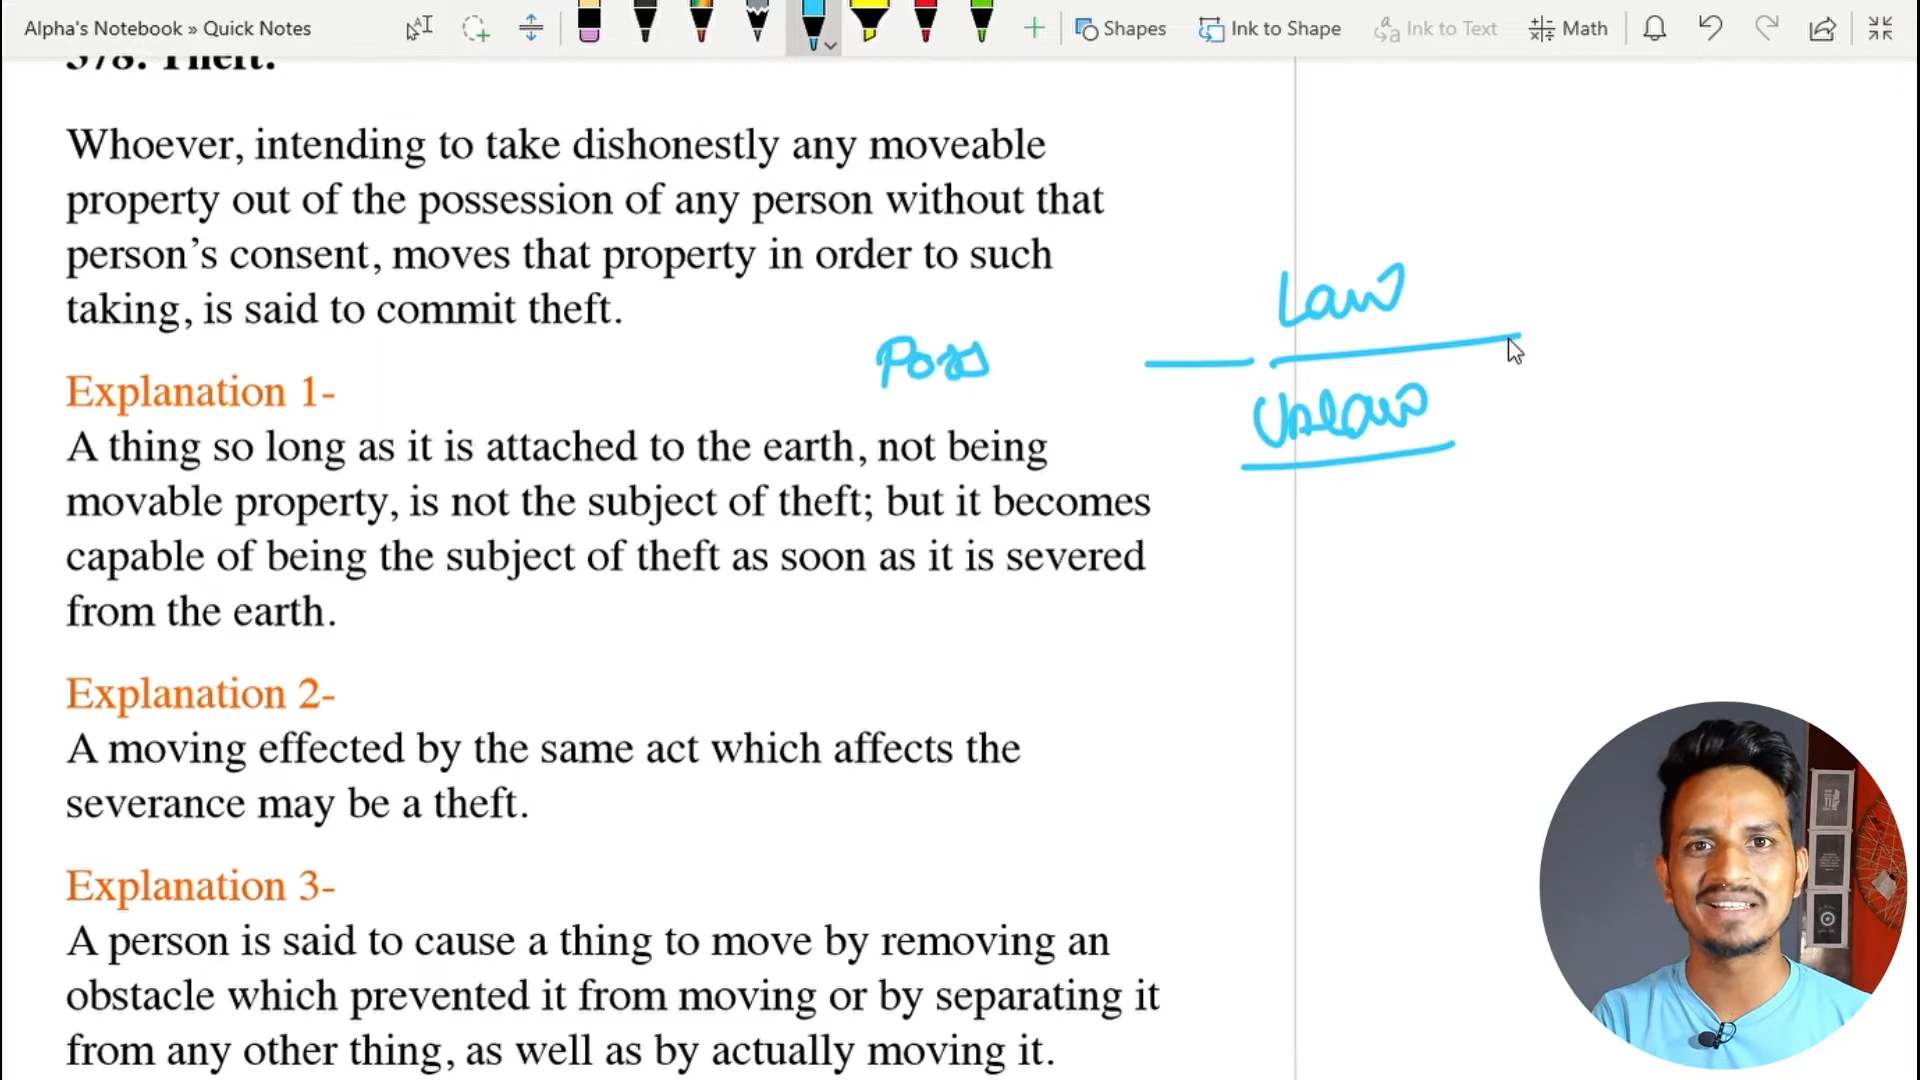 Alpha's Notebook » Quick Notes
Shapes
Ink to Shape
Ink to Text
Math
378. Theft.
Whoever, intending to take dishonestly any moveable
property out of the possession of any person without that
person’s consent, moves that property in order to such
taking, is said to commit theft.
Law
Poss
Unlaw
Explanation 1-
A thing so long as it is attached to the earth, not being
movable property, is not the subject of theft; but it becomes
capable of being the subject of theft as soon as it is severed
from the earth.
Explanation 2-
A moving effected by the same act which affects the
severance may be a theft.
Explanation 3-
A person is said to cause a thing to move by removing an
obstacle which prevented it from moving or by separating it
from any other thing, as well as by actually moving it.